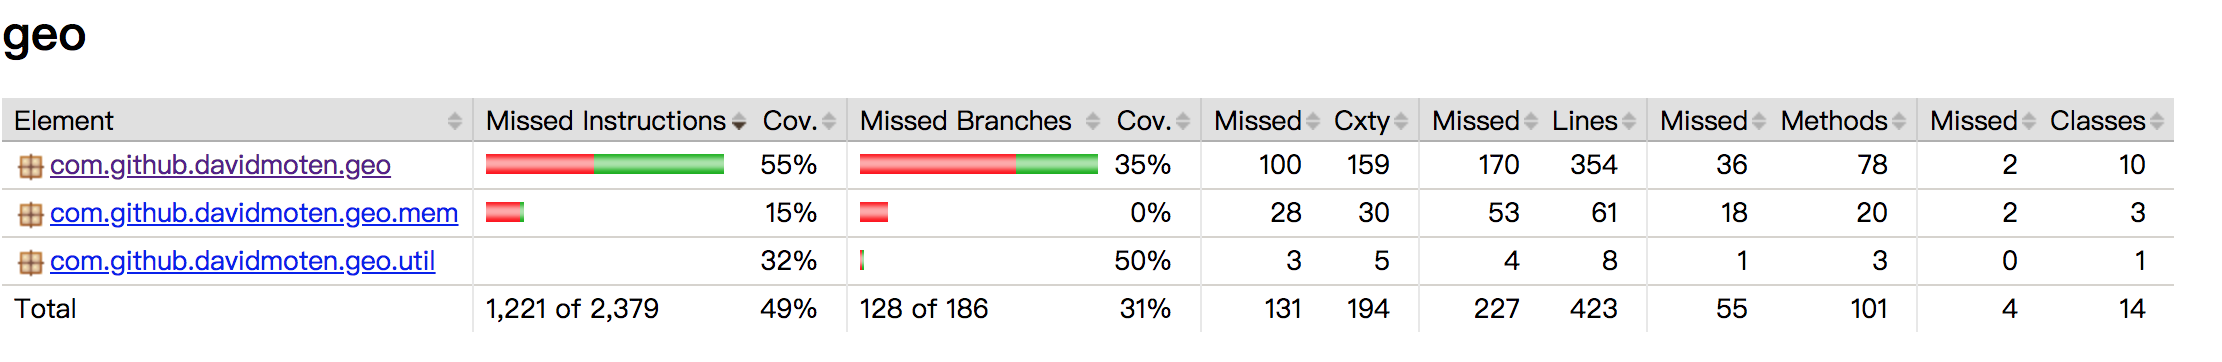 geo
Element Missed Instructions Cov. Missed Branches Cov. Missed Cxty Missed Lines Missed Methods Missed Classes
com.github.davidmoten.geo 55% 35% 100 159 170 354 36 78 2 10
com.github.davidmoten.geo.mem 15% 0% 28 30 53 61 18 20 2 3
com.github.davidmoten.geo.util 32% 50% 3 5 4 8 1 3 0 1
Total 1,221 of 2,379 49% 128 of 186 31% 131 194 227 423 55 101 4 14